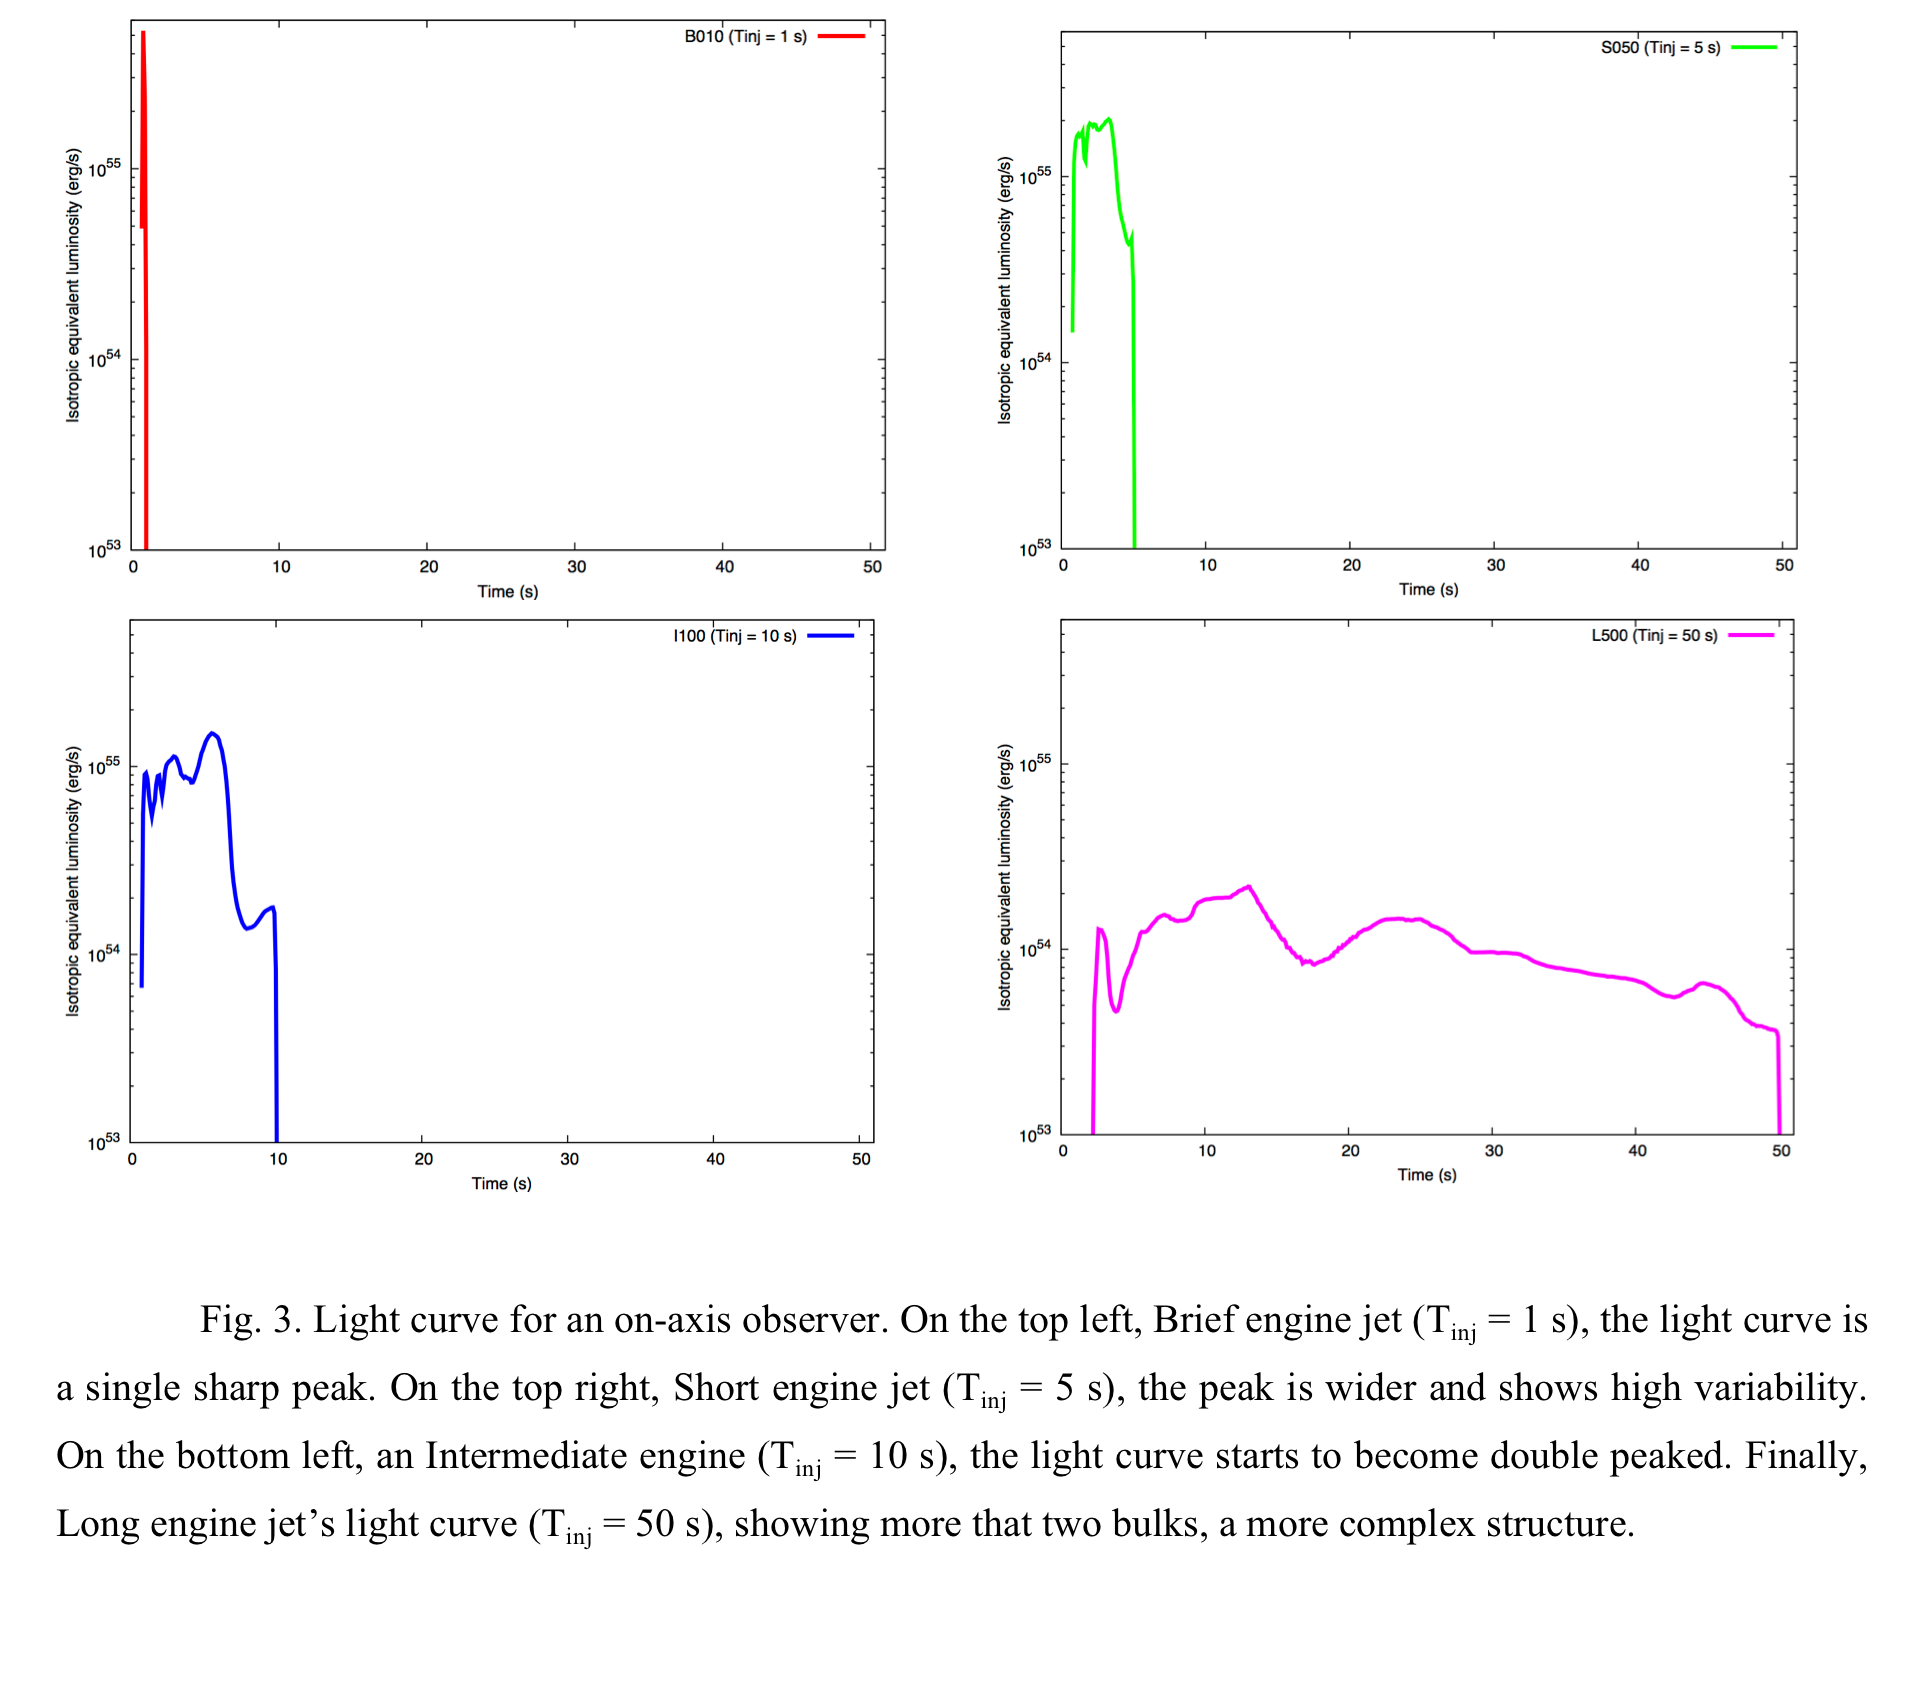 B010 (Tinj = 1 s)
Isotropic equivalent luminosity (erg/s)
10^55
10^54
10^53
0 10 20 30 40 50
Time (s)
S050 (Tinj = 5 s)
Isotropic equivalent luminosity (erg/s)
10^55
10^54
10^53
0 10 20 30 40 50
Time (s)
I100 (Tinj = 10 s)
Isotropic equivalent luminosity (erg/s)
10^55
10^54
10^53
0 10 20 30 40 50
Time (s)
L500 (Tinj = 50 s)
Isotropic equivalent luminosity (erg/s)
10^55
10^54
10^53
0 10 20 30 40 50
Time (s)
Fig. 3. Light curve for an on-axis observer. On the top left, Brief engine jet (T_inj = 1 s), the light curve is
a single sharp peak. On the top right, Short engine jet (T_inj = 5 s), the peak is wider and shows high variability.
On the bottom left, an Intermediate engine (T_inj = 10 s), the light curve starts to become double peaked. Finally,
Long engine jet’s light curve (T_inj = 50 s), showing more that two bulks, a more complex structure.